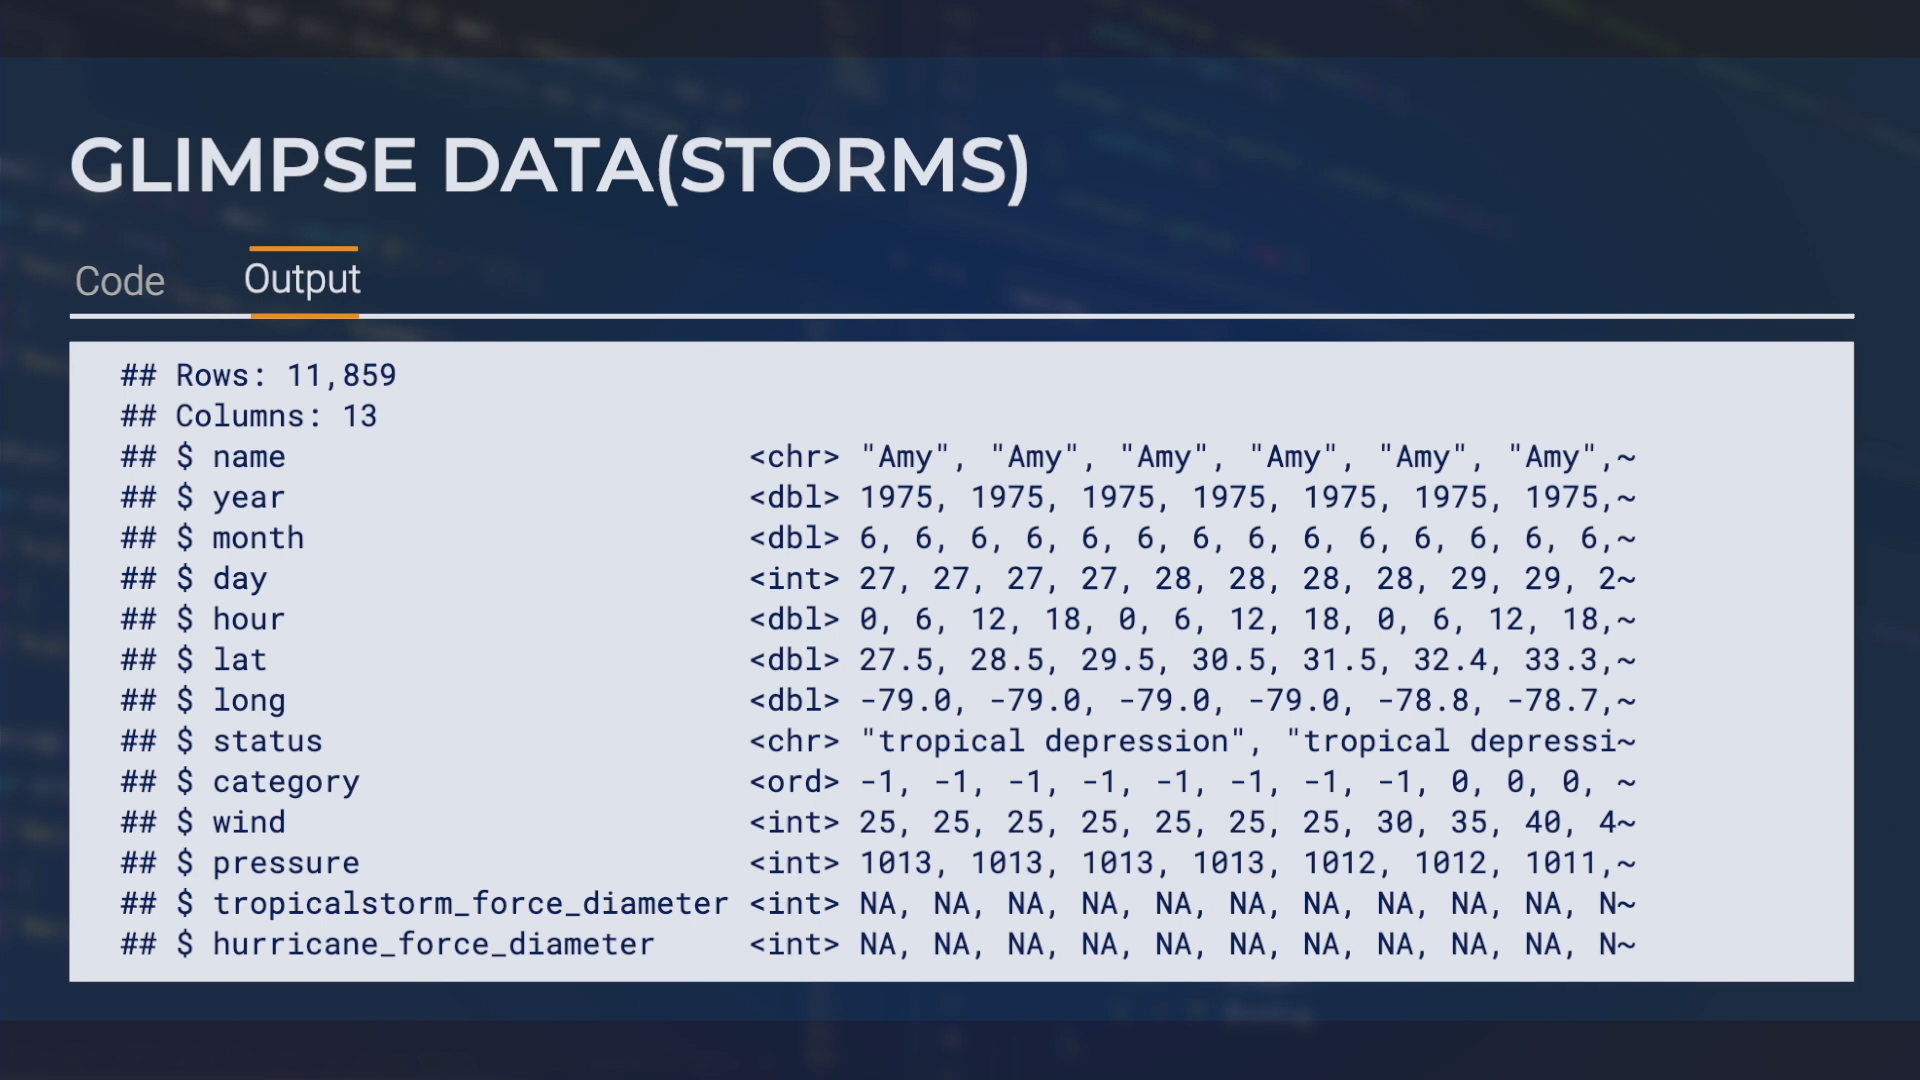 GLIMPSE DATA(STORMS)
Code Output
## Rows: 11,859
## Columns: 13
## $ name <chr> "Amy", "Amy", "Amy", "Amy", "Amy", "Amy",~
## $ year <dbl> 1975, 1975, 1975, 1975, 1975, 1975, 1975,~
## $ month <dbl> 6, 6, 6, 6, 6, 6, 6, 6, 6, 6, 6, 6, 6, 6,~
## $ day <int> 27, 27, 27, 27, 28, 28, 28, 28, 29, 29, 2~
## $ hour <dbl> 0, 6, 12, 18, 0, 6, 12, 18, 0, 6, 12, 18,~
## $ lat <dbl> 27.5, 28.5, 29.5, 30.5, 31.5, 32.4, 33.3,~
## $ long <dbl> -79.0, -79.0, -79.0, -79.0, -78.8, -78.7,~
## $ status <chr> "tropical depression", "tropical depressi~
## $ category <ord> -1, -1, -1, -1, -1, -1, -1, -1, 0, 0, 0, ~
## $ wind <int> 25, 25, 25, 25, 25, 25, 25, 30, 35, 40, 4~
## $ pressure <int> 1013, 1013, 1013, 1013, 1012, 1012, 1011,~
## $ tropicalstorm_force_diameter <int> NA, NA, NA, NA, NA, NA, NA, NA, NA, NA, N~
## $ hurricane_force_diameter <int> NA, NA, NA, NA, NA, NA, NA, NA, NA, NA, N~